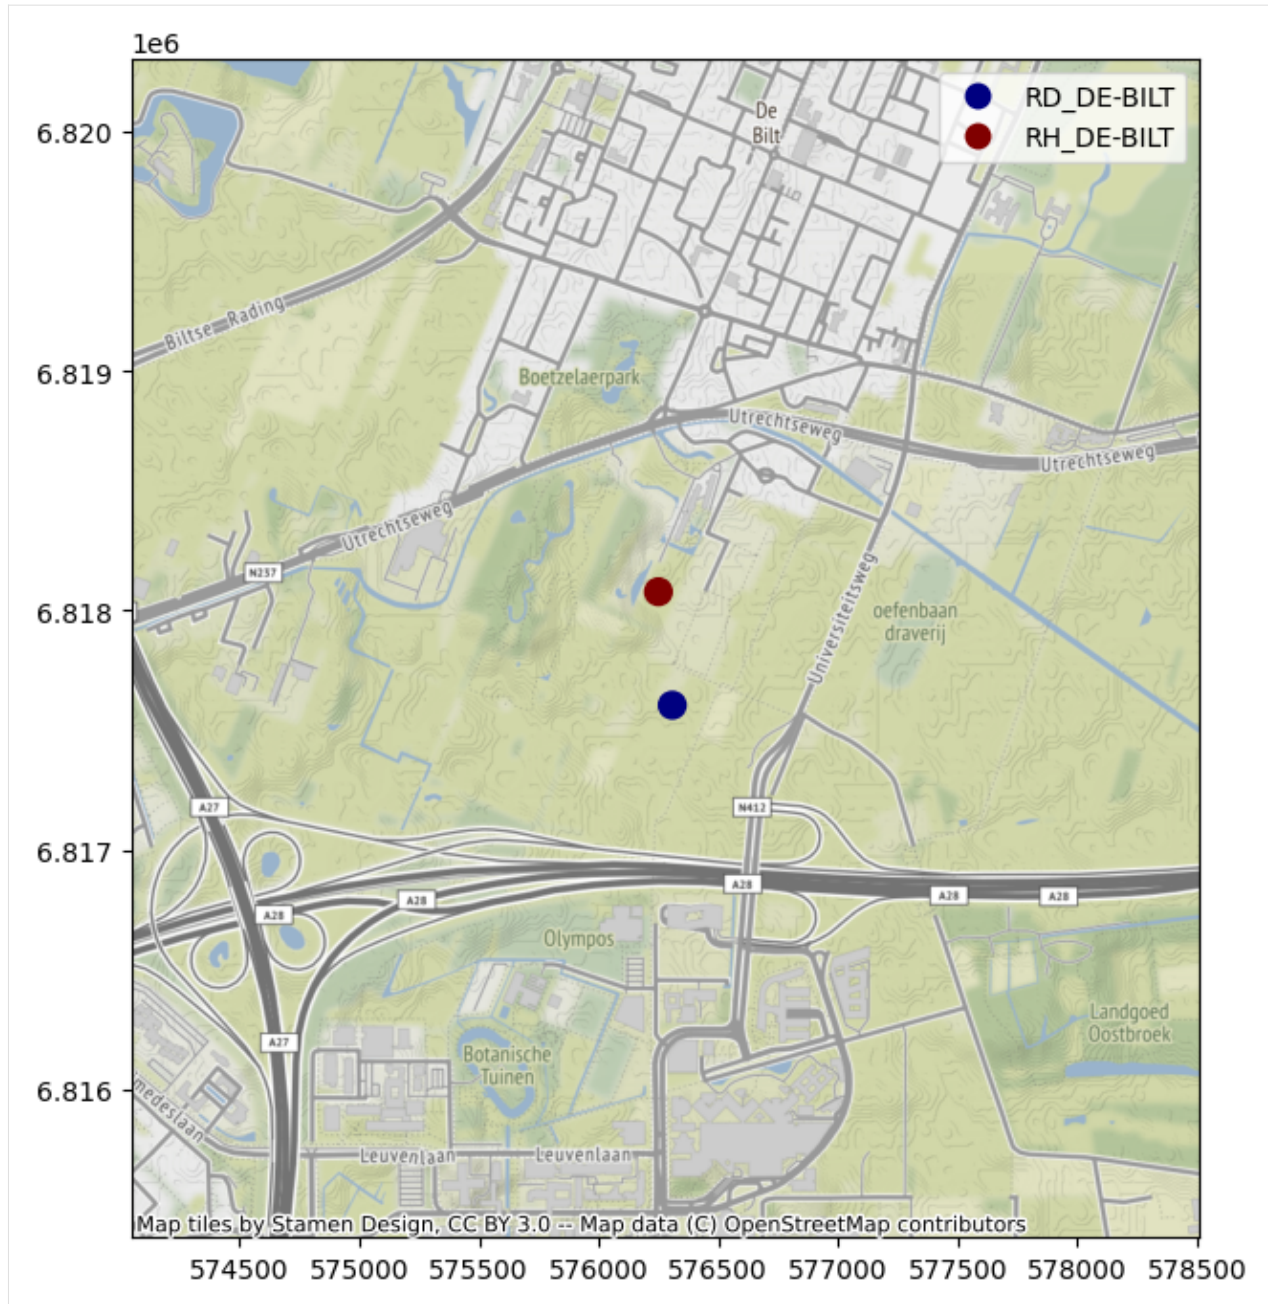 1e6
RD_DE-BILT
RH_DE-BILT
6.820
De
Bilt
Biltse Rading
6.819
Boetzelaerpark
Utrechtseweg
Utrechtseweg
Utrechtseweg
N237
6.818
Universiteitsweg
oefenbaan
draverij
A27
N412
6.817
A28
A28
A28
A28
A28
Olympos
Landgoed
Oostbroek
A27
Botanische
Tuinen
6.816
medeslaan
Leuvenlaan
Leuvenlaan
Map tiles by Stamen Design, CC BY 3.0 -- Map data (C) OpenStreetMap contributors
574500 575000 575500 576000 576500 577000 577500 578000 578500